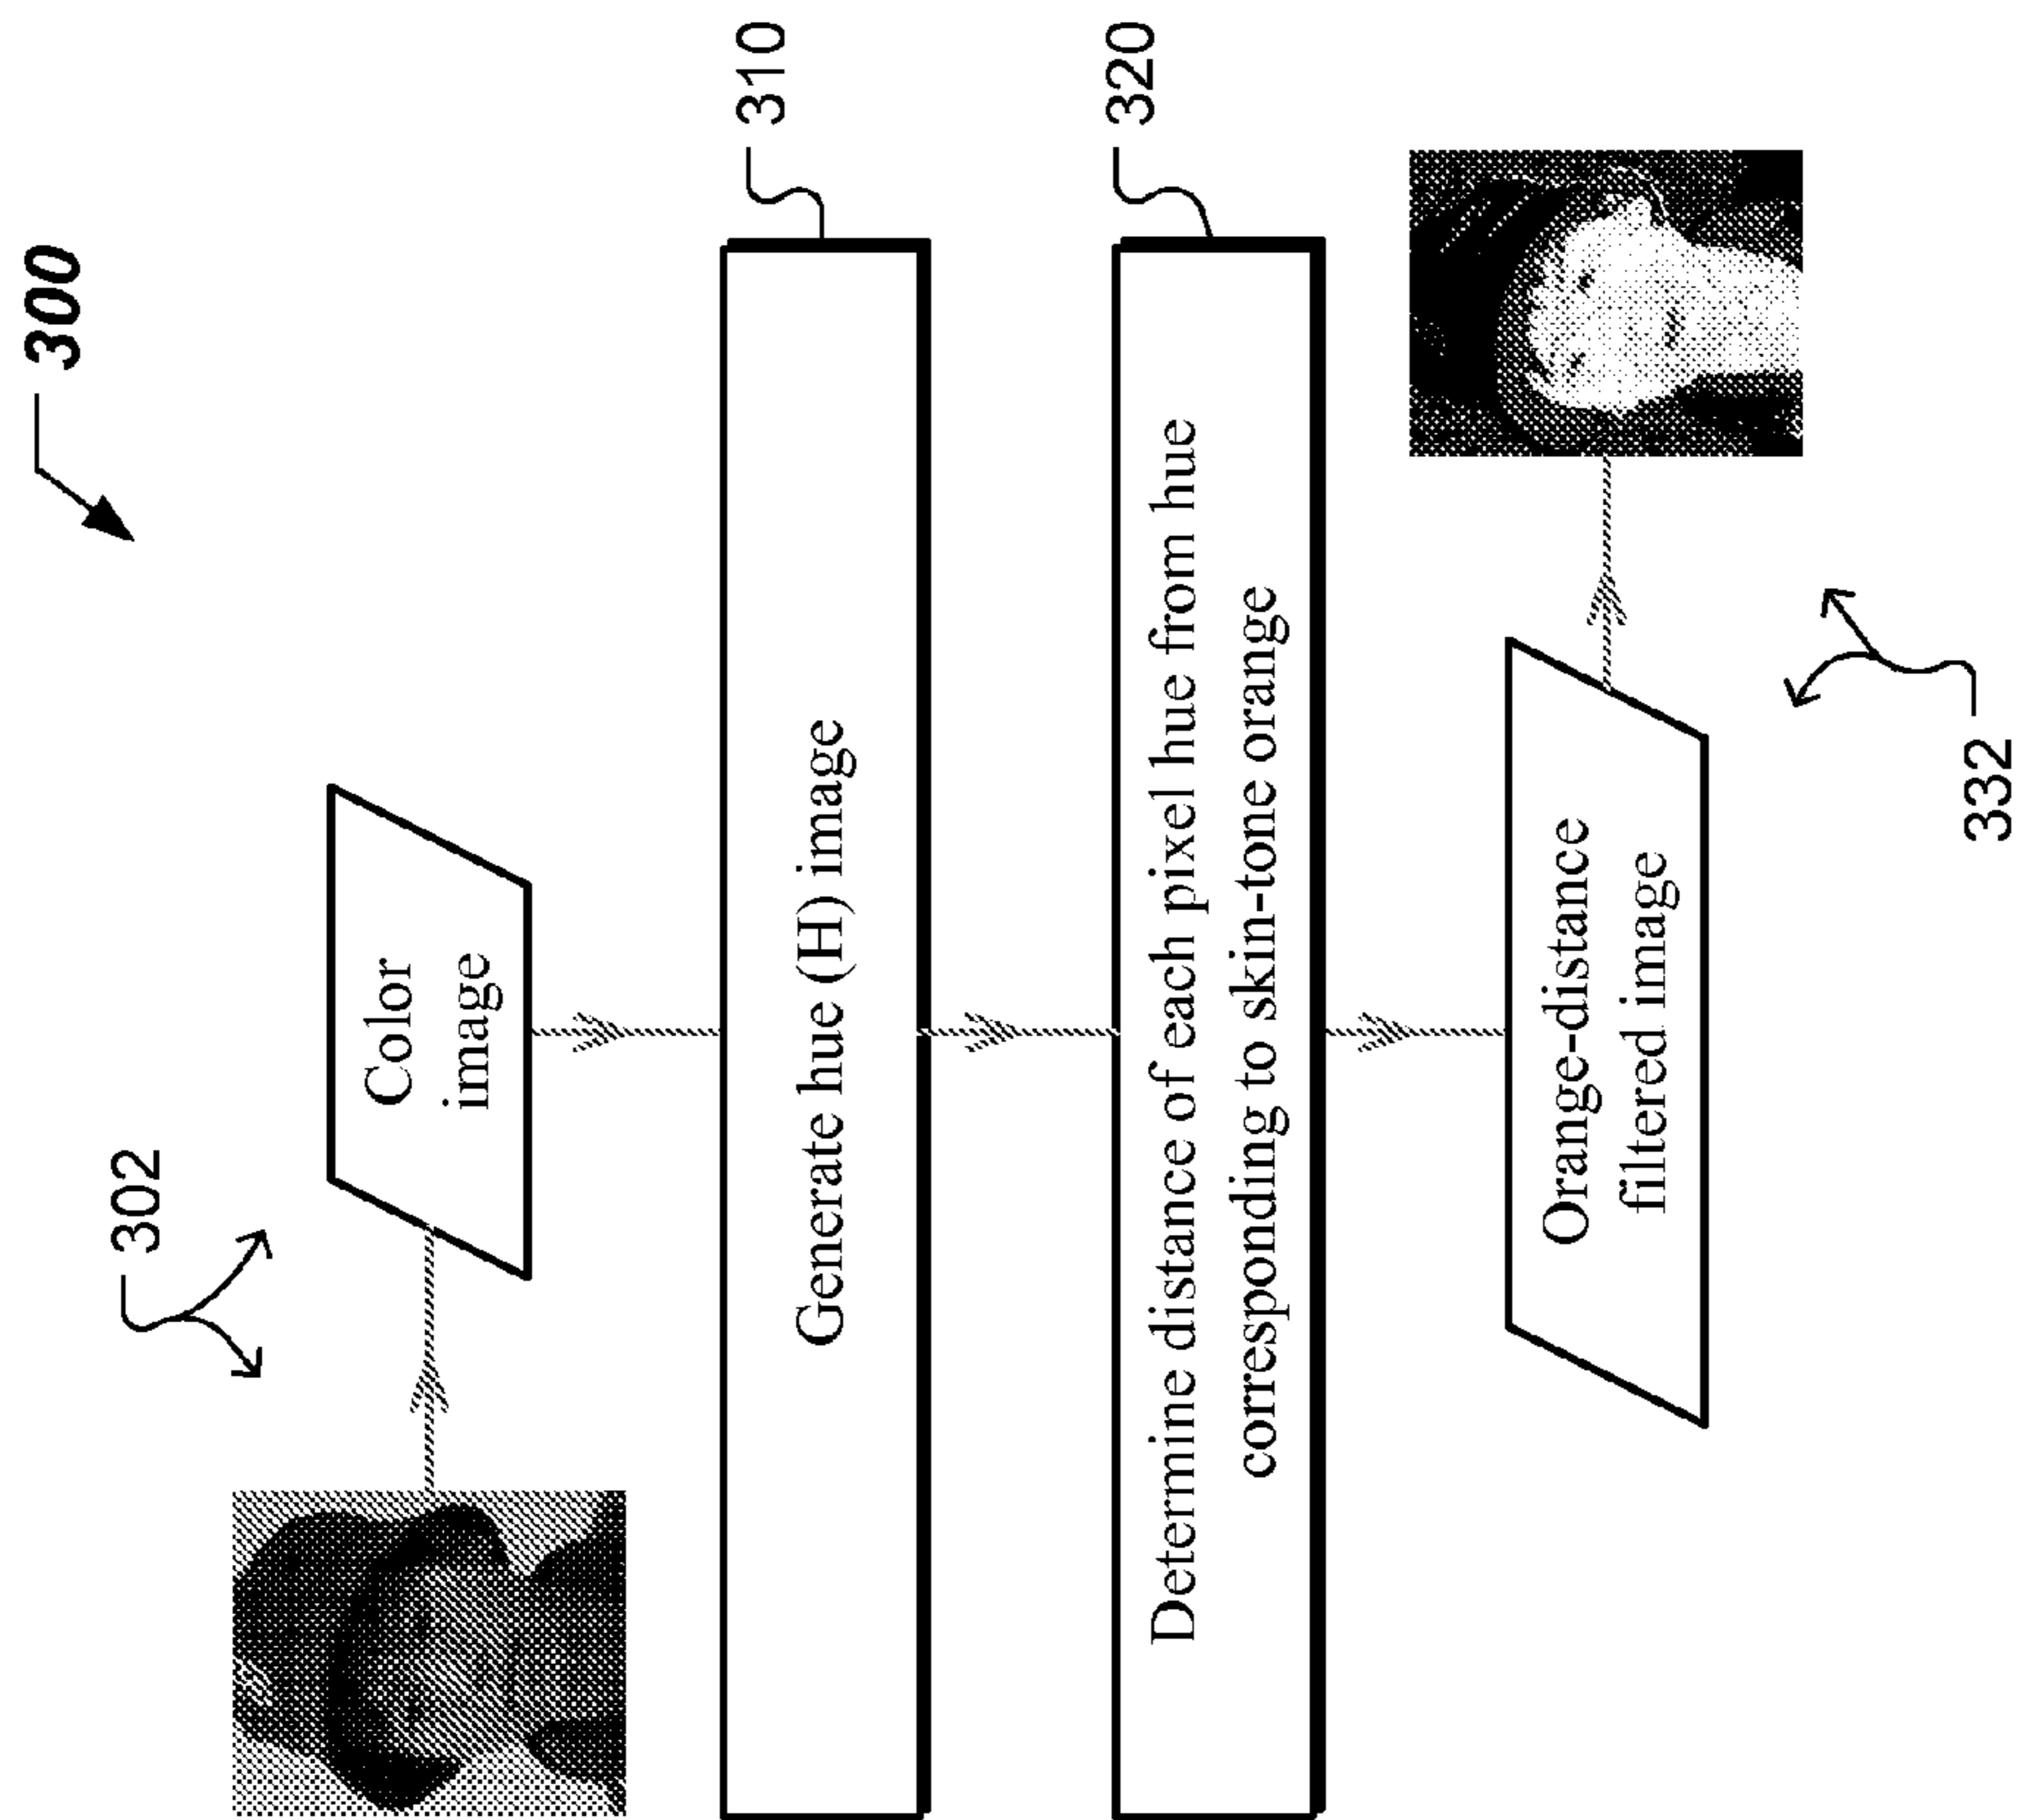 300
302
Color
image
310
Generate hue (H) image
320
Determine distance of each pixel hue from hue
corresponding to skin-tone orange
Orange-distance
filtered image
332